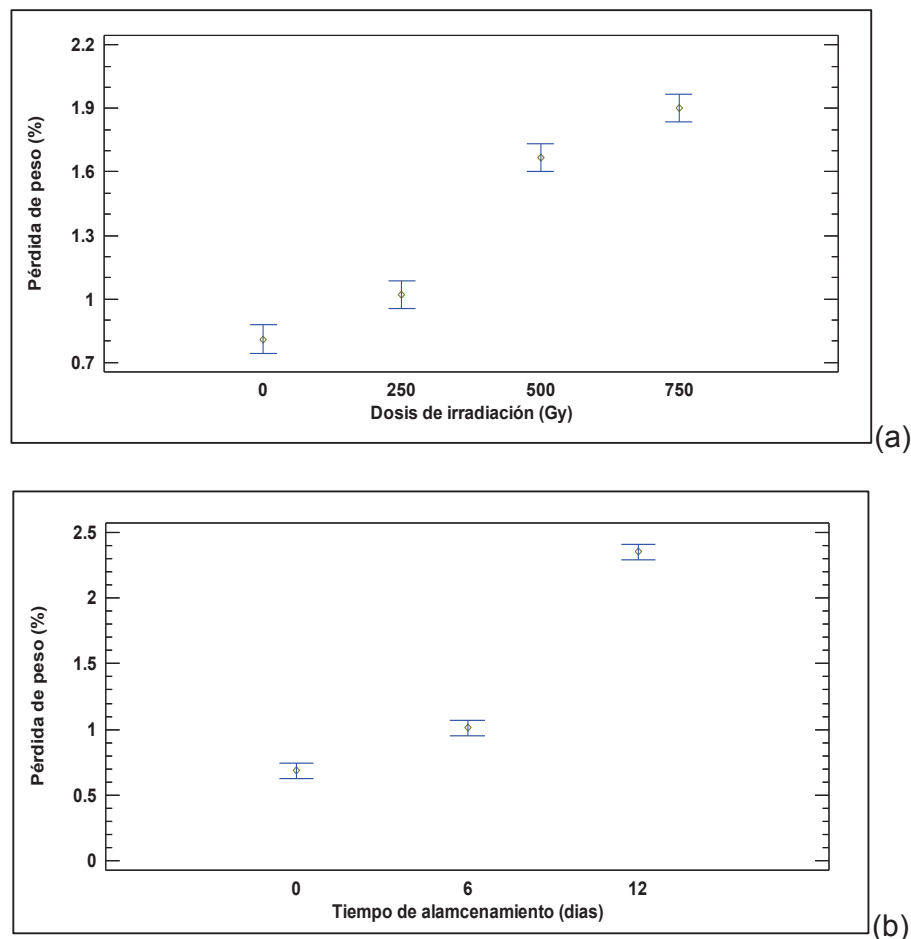 Pérdida de peso (%)
2.2
1.9
1.6
1.3
1
0.7
0 250 500 750
Dosis de irradiación (Gy)
(a)
Pérdida de peso (%)
2.5
2
1.5
1
0.5
0
0 6 12
Tiempo de alamcenamiento (dias)
(b)